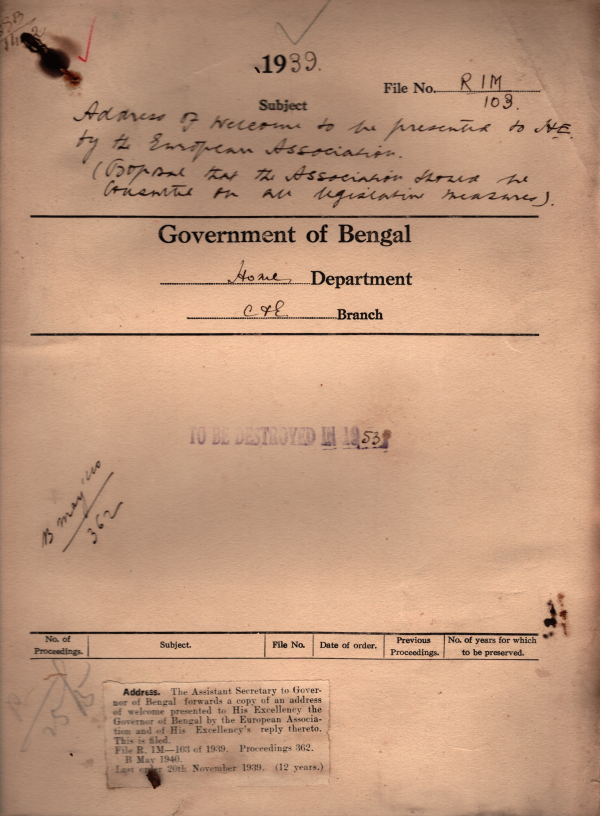 1939.
File No. R 1M
103.
Subject
Address of Welcome to be presented to H.E.
by the European Association.
(Proposal that the Association should be
consulted on all legislative measures).
Government of Bengal
Home Department
C & E Branch
TO BE DESTROYED IN 1953
B May '40
362
No. of Proceedings. Subject. File No. Date of order. Previous Proceedings. No. of years for which to be preserved.
Address. The Assistant Secretary to Gover-
nor of Bengal forwards a copy of an address
of welcome presented to His Excellency the
Governor of Bengal by the European Associa-
tion and of His Excellency's reply thereto.
This is filed.
File R. 1M—103 of 1939. Proceedings 362.
B May 1940.
Last order 20th November 1939. (12 years.)